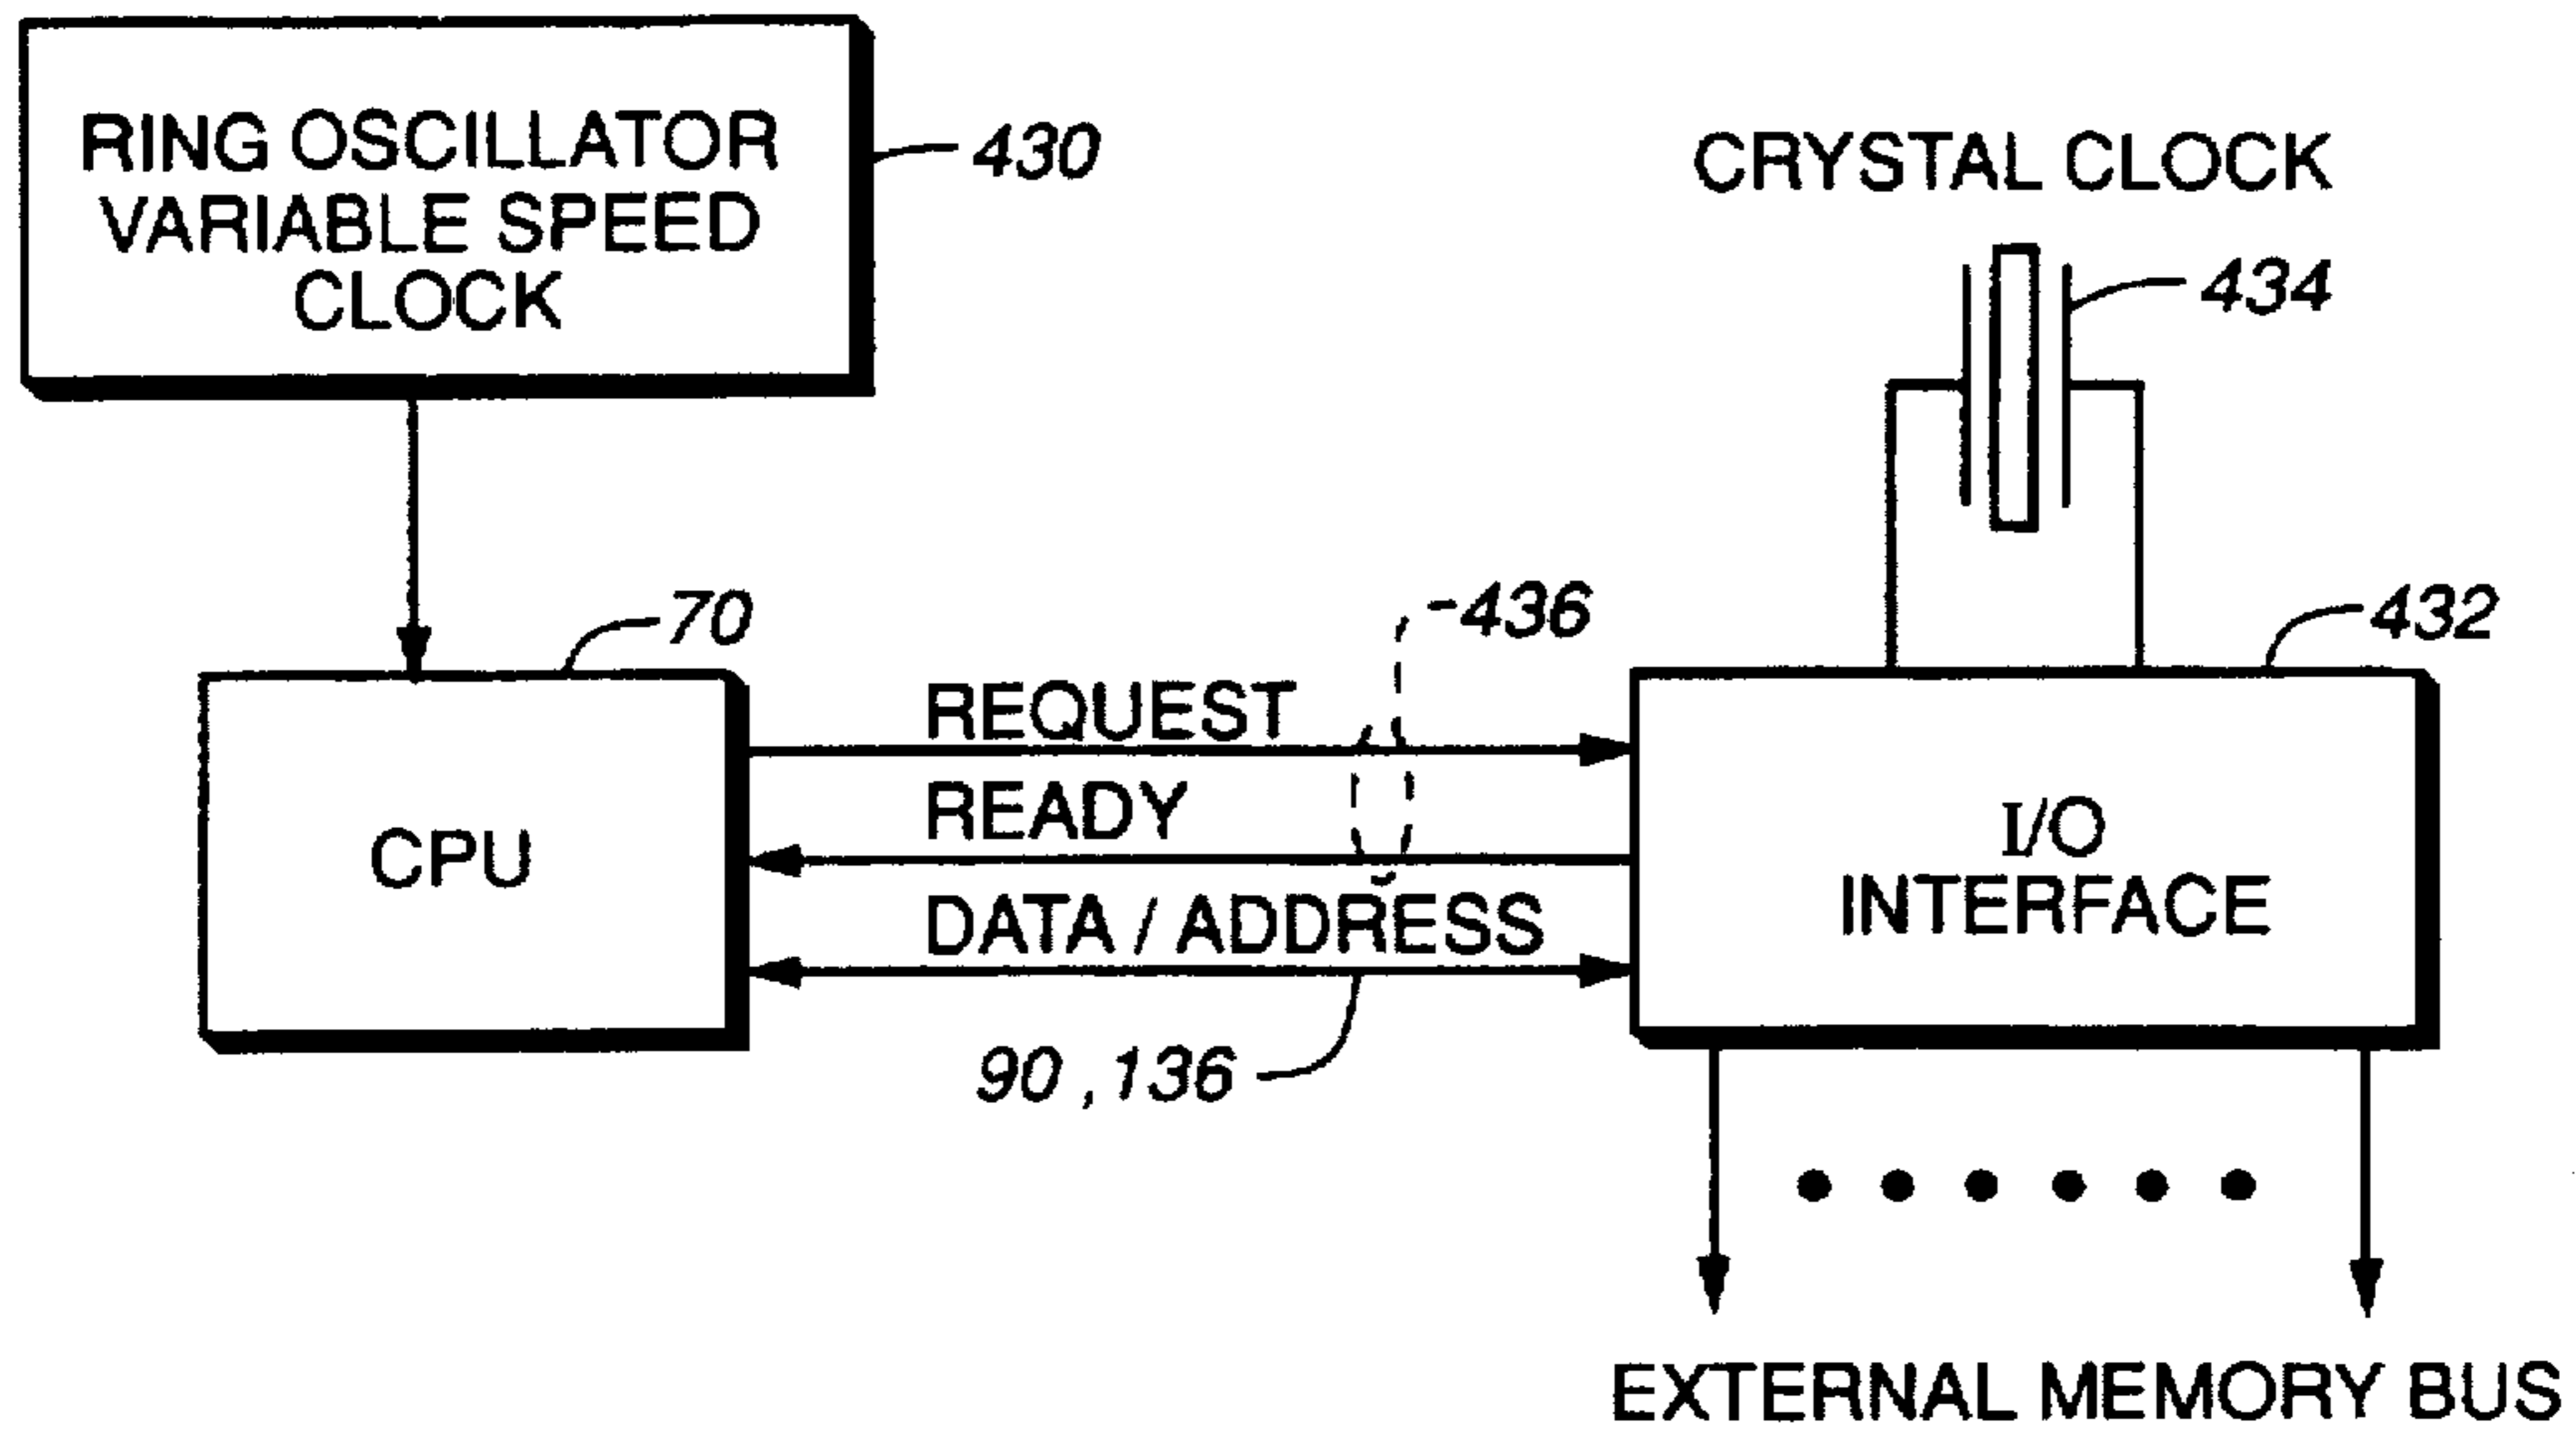 RING OSCILLATOR
VARIABLE SPEED
CLOCK
430
CRYSTAL CLOCK
434
70
436
432
REQUEST
READY
DATA / ADDRESS
CPU
I/O
INTERFACE
90 ,136
EXTERNAL MEMORY BUS